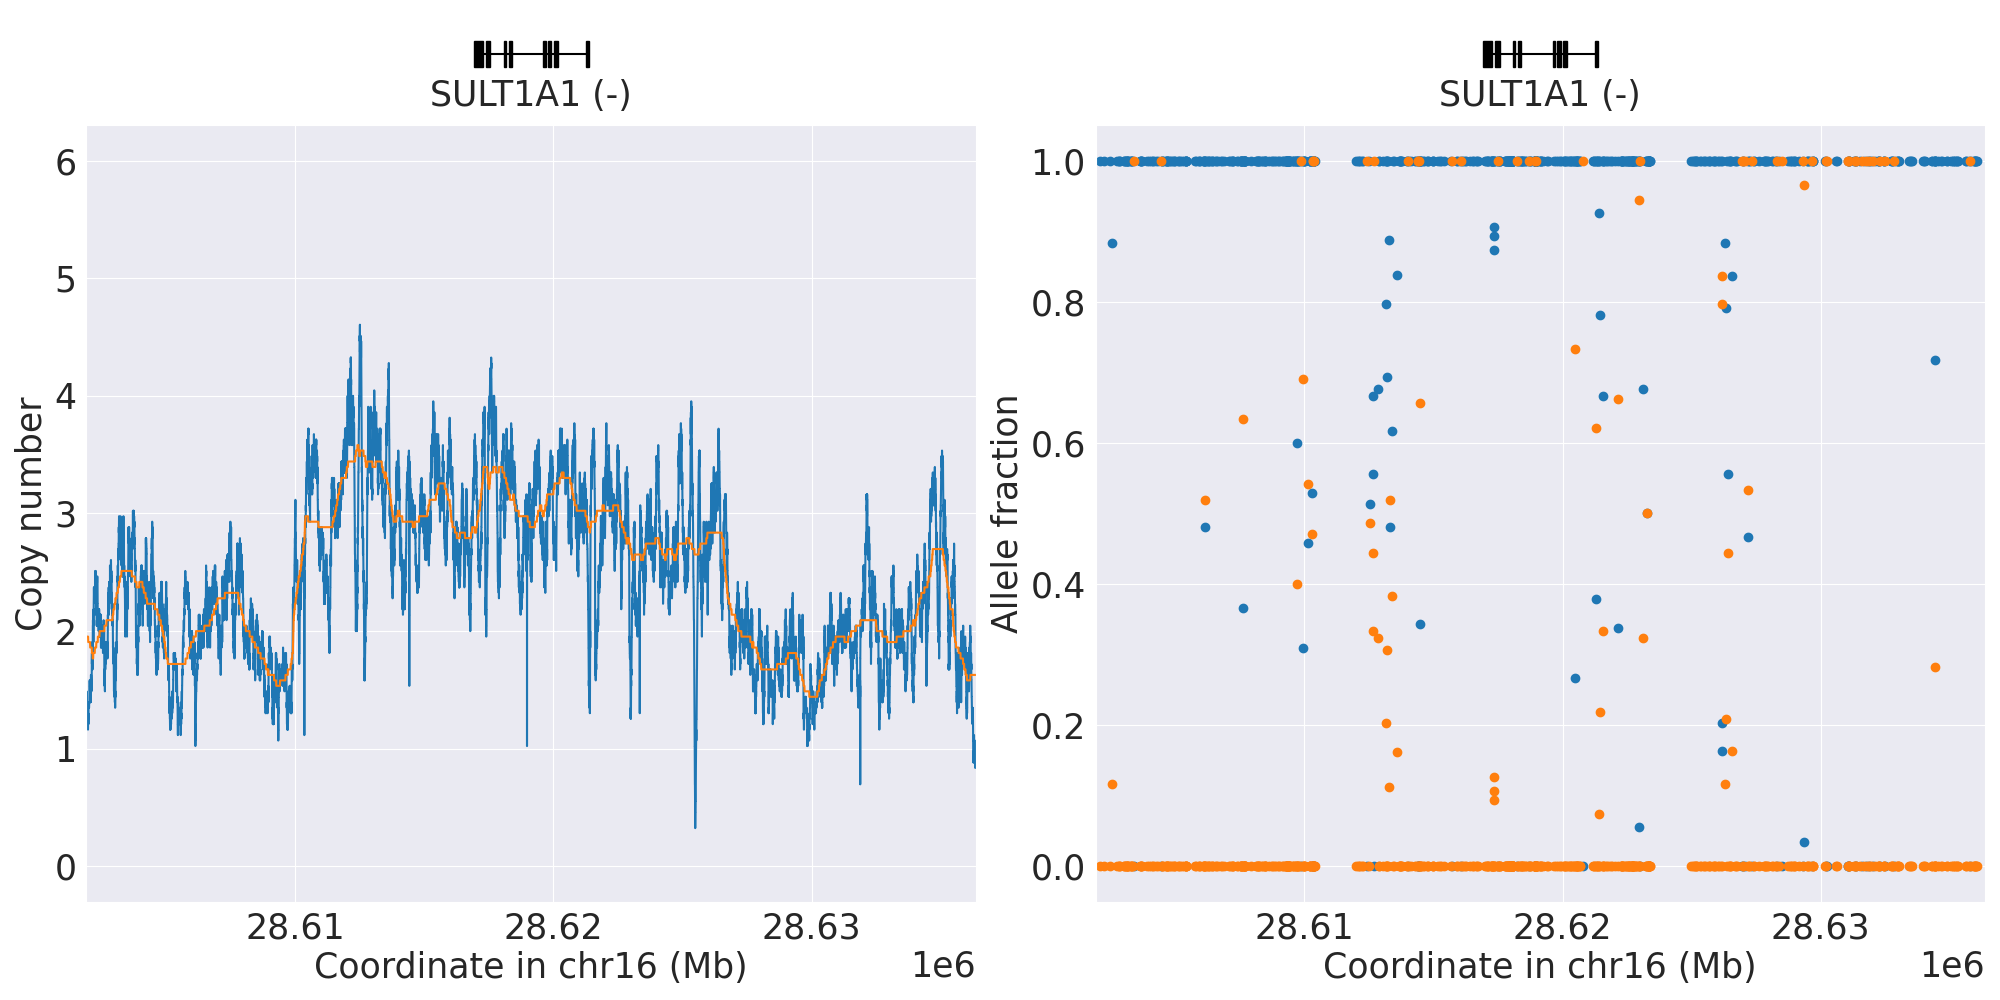 SULT1A1 (-)
Copy number
6
5
4
3
2
1
0
28.61
28.62
28.63
Coordinate in chr16 (Mb)
1e6
SULT1A1 (-)
Allele fraction
1.0
0.8
0.6
0.4
0.2
0.0
28.61
28.62
28.63
Coordinate in chr16 (Mb)
1e6